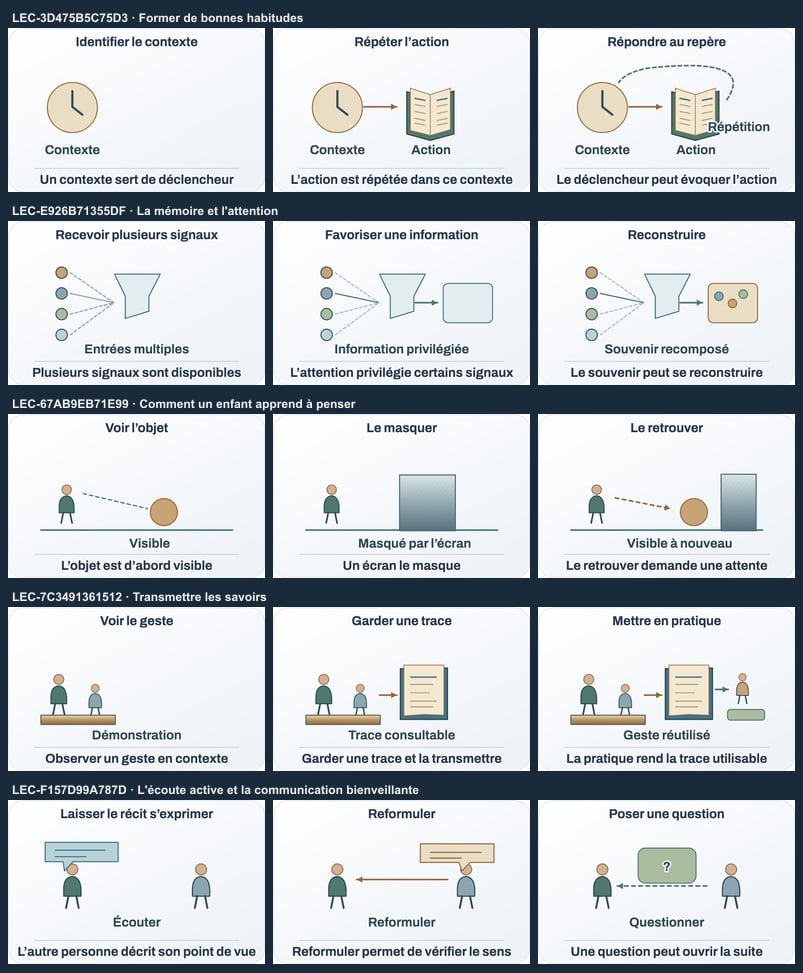 LEC-3D475B5C75D3 · Former de bonnes habitudes
Identifier le contexte
Contexte
Un contexte sert de déclencheur
Répéter l’action
Contexte
Action
L’action est répétée dans ce contexte
Répondre au repère
Répétition
Contexte
Action
Le déclencheur peut évoquer l’action
LEC-E926B71355DF · La mémoire et l'attention
Recevoir plusieurs signaux
Entrées multiples
Plusieurs signaux sont disponibles
Favoriser une information
Information privilégiée
L’attention privilégie certains signaux
Reconstruire
Souvenir recomposé
Le souvenir peut se reconstruire
LEC-67AB9EB71E99 · Comment un enfant apprend à penser
Voir l’objet
Visible
L’objet est d’abord visible
Le masquer
Masqué par l’écran
Un écran le masque
Le retrouver
Visible à nouveau
Le retrouver demande une attente
LEC-7C3491361512 · Transmettre les savoirs
Voir le geste
Démonstration
Observer un geste en contexte
Garder une trace
Trace consultable
Garder une trace et la transmettre
Mettre en pratique
Geste réutilisé
La pratique rend la trace utilisable
LEC-F157D99A787D · L'écoute active et la communication bienveillante
Laisser le récit s’exprimer
Écouter
L’autre personne décrit son point de vue
Reformuler
Reformuler
Reformuler permet de vérifier le sens
Poser une question
?
Questionner
Une question peut ouvrir la suite